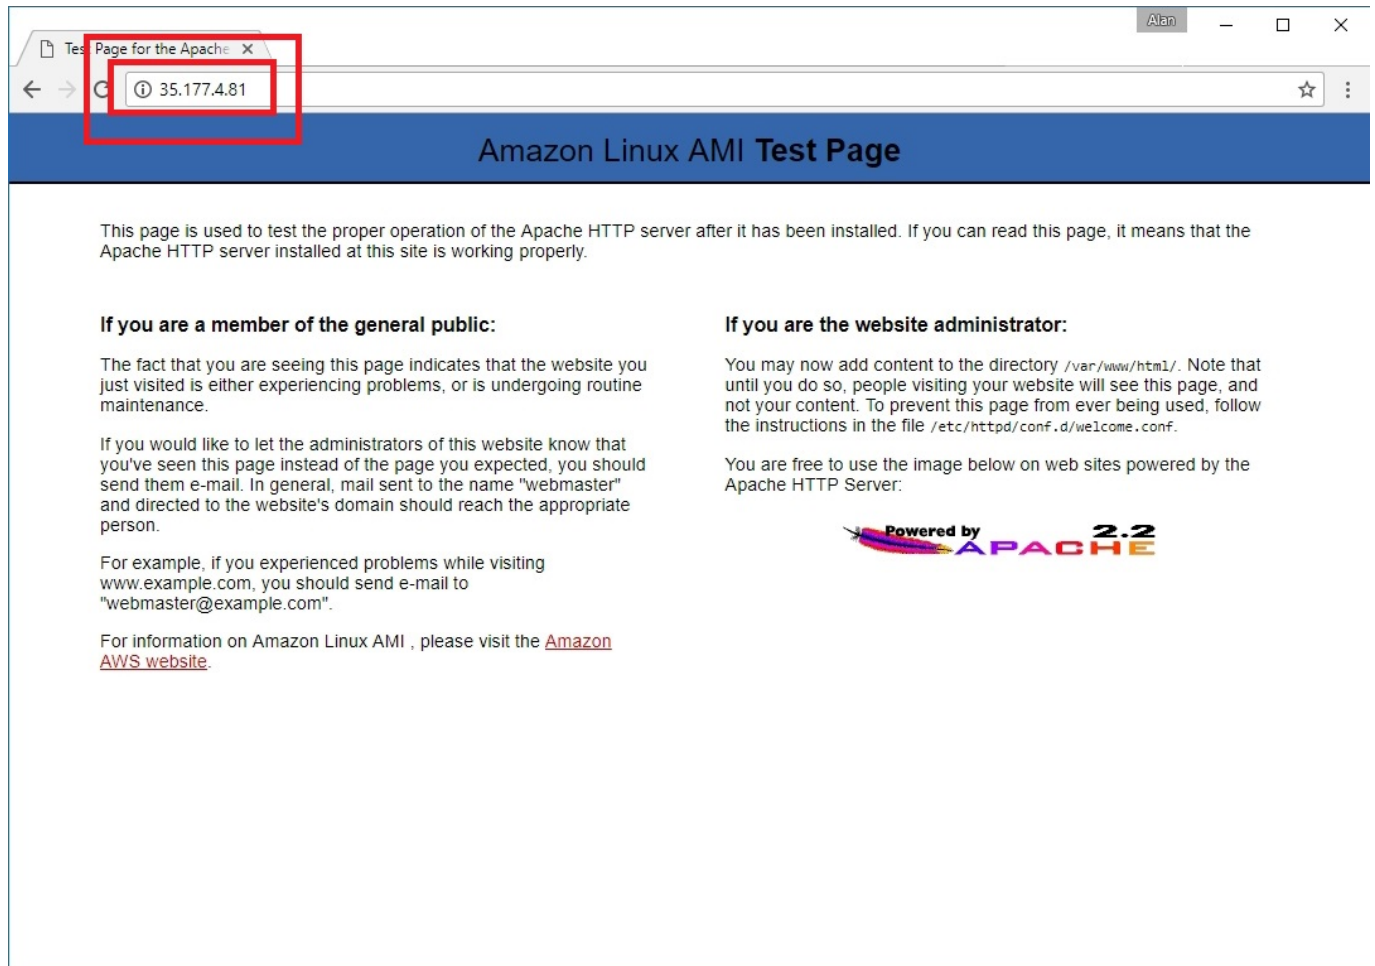 Alan
Test Page for the Apache
35.177.4.81
Amazon Linux AMI Test Page
This page is used to test the proper operation of the Apache HTTP server after it has been installed. If you can read this page, it means that the
Apache HTTP server installed at this site is working properly.
If you are a member of the general public:
The fact that you are seeing this page indicates that the website you
just visited is either experiencing problems, or is undergoing routine
maintenance.
If you would like to let the administrators of this website know that
you've seen this page instead of the page you expected, you should
send them e-mail. In general, mail sent to the name "webmaster"
and directed to the website's domain should reach the appropriate
person.
For example, if you experienced problems while visiting
www.example.com, you should send e-mail to
"webmaster@example.com".
For information on Amazon Linux AMI , please visit the Amazon
AWS website.
If you are the website administrator:
You may now add content to the directory /var/www/html/. Note that
until you do so, people visiting your website will see this page, and
not your content. To prevent this page from ever being used, follow
the instructions in the file /etc/httpd/conf.d/welcome.conf.
You are free to use the image below on web sites powered by the
Apache HTTP Server:
Powered by 2.2
APACHE